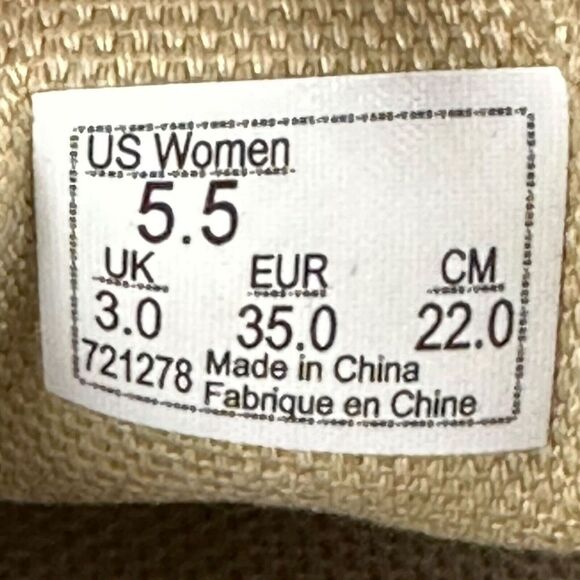 US Women
5.5
UK EUR CM
3.0 35.0 22.0
721278 Made in China
Fabrique en Chine